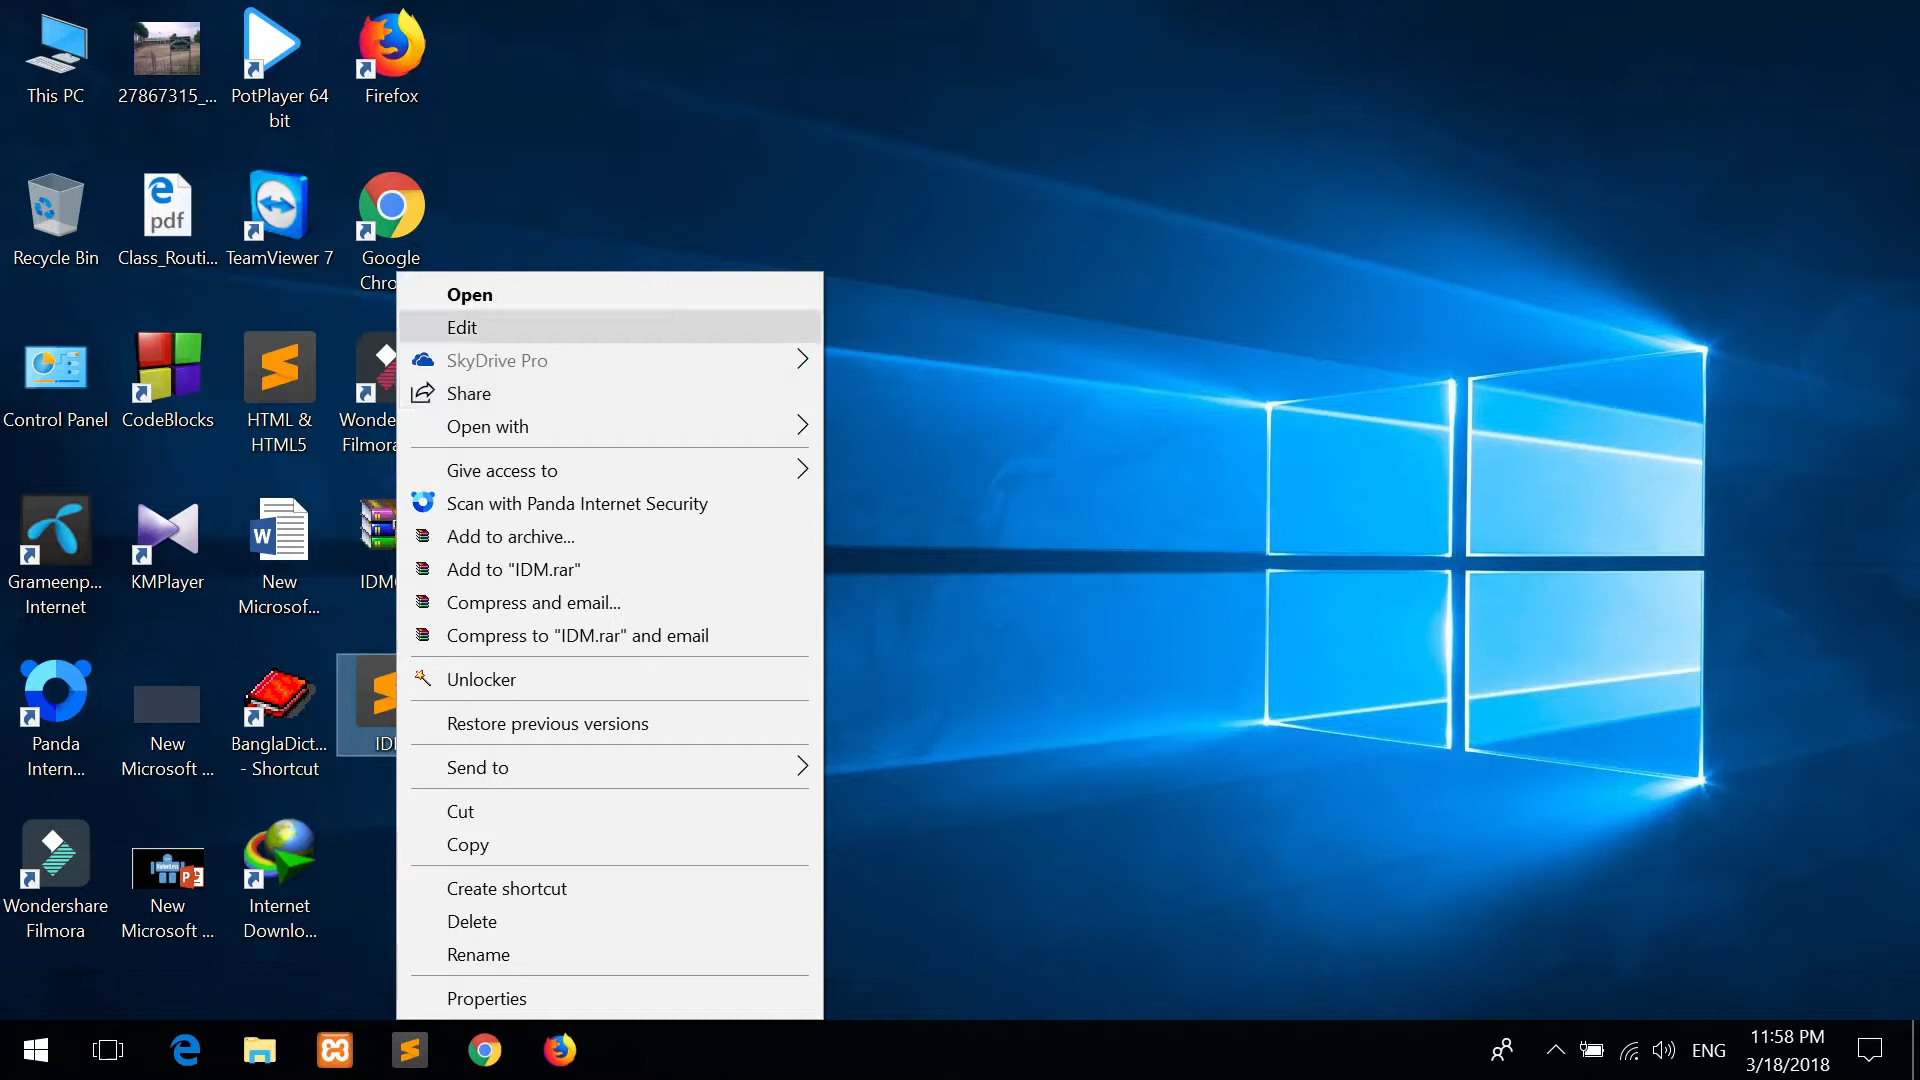 This PC
27867315_...
PotPlayer 64
bit
Firefox
Recycle Bin
pdf
Class_Routi...
TeamViewer 7
Google
Chro
Control Panel
CodeBlocks
HTML &
HTML5
Wonde
Filmora
Grameenp...
Internet
KMPlayer
W
New
Microsof...
IDM
Panda
Intern...
New
Microsoft ...
BanglaDict...
- Shortcut
Wondershare
Filmora
New
Microsoft ...
Internet
Downlo...
Open
Edit
SkyDrive Pro
Share
Open with
Give access to
Scan with Panda Internet Security
Add to archive...
Add to "IDM.rar"
Compress and email...
Compress to "IDM.rar" and email
Unlocker
Restore previous versions
Send to
Cut
Copy
Create shortcut
Delete
Rename
Properties
ENG
11:58 PM
3/18/2018